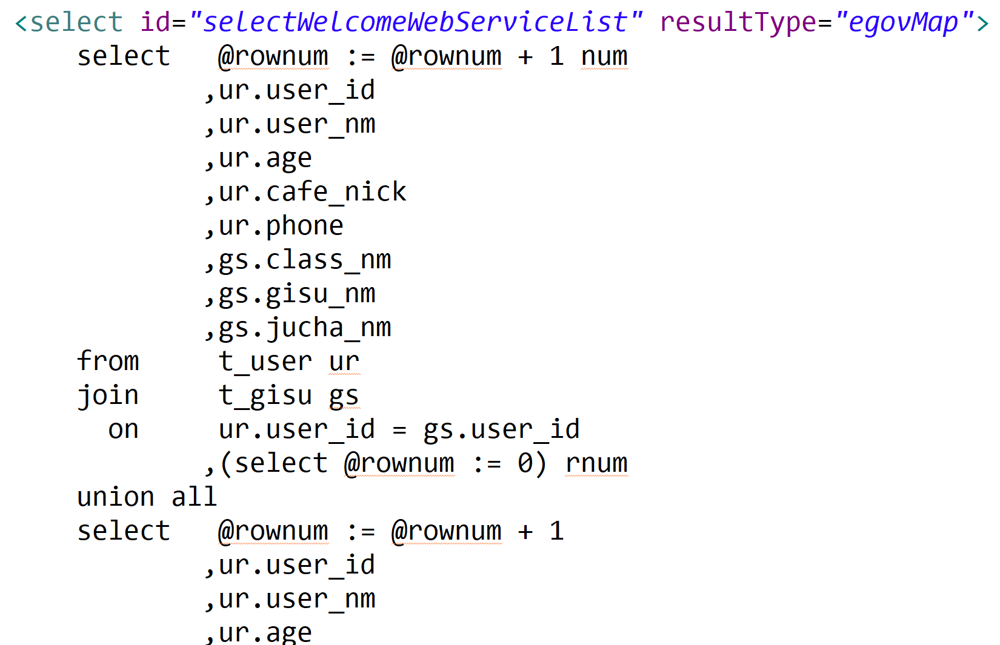 <select id="selectWelcomeWebServiceList" resultType="egovMap">
select @rownum := @rownum + 1 num
,ur.user_id
,ur.user_nm
,ur.age
,ur.cafe_nick
,ur.phone
,gs.class_nm
,gs.gisu_nm
,gs.jucha_nm
from t_user ur
join t_gisu gs
on ur.user_id = gs.user_id
,(select @rownum := 0) rnum
union all
select @rownum := @rownum + 1
,ur.user_id
,ur.user_nm
,ur.age